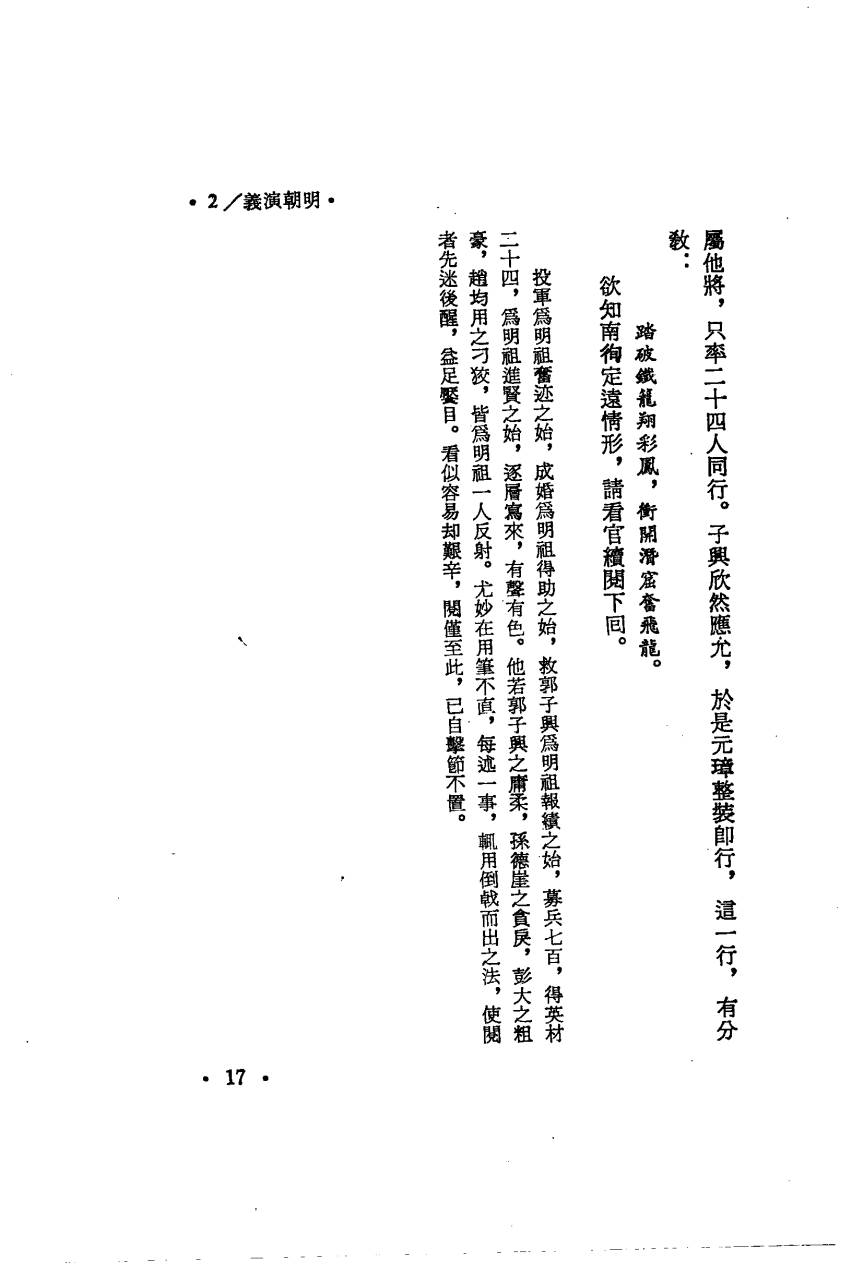 •2／義演朝明•
屬他將，只率二十四人同行。子興欣然應允，於是元璋整裝卽行，這一行，有分
敎：
踏破鐵籠翔彩鳳，衝開潛窟奮飛龍。
欲知南徇定遠情形，請看官續閱下回。
投軍爲明祖奮迹之始，成婚爲明祖得助之始，救郭子興爲明祖報績之始，募兵七百，得英材
二十四，爲明祖進賢之始，逐層寫來，有聲有色。他若郭子興之庸柔，孫德崖之貪戾，彭大之粗
豪，趙均用之刁狡，皆爲明祖一人反射。尤妙在用筆不直，每述一事，輒用倒戟而出之法，使閱
者先迷後醒，益足饜目。看似容易却艱辛，閱僅至此，已自擊節不置。
•17•